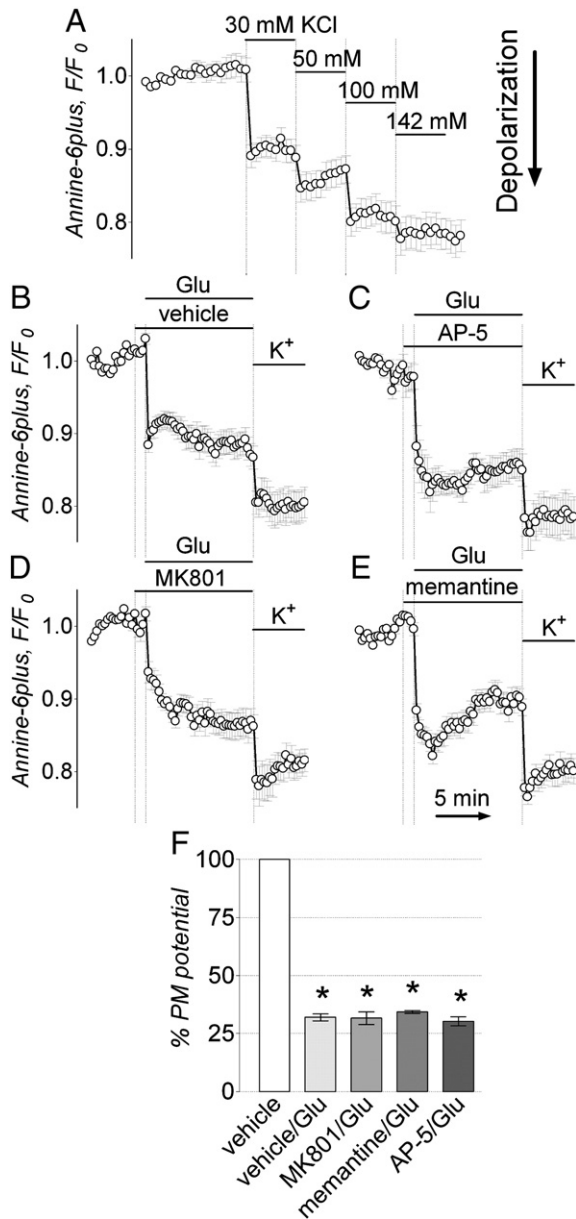 A
30 mM KCl
50 mM
100 mM
142 mM
Annine-6plus, F/F0
1.0
0.9
0.8
Depolarization
B
Glu
vehicle
K+
Annine-6plus, F/F0
1.0
0.9
0.8
C
Glu
AP-5
K+
D
Glu
MK801
K+
Annine-6plus, F/F0
1.0
0.9
0.8
E
Glu
memantine
K+
5 min
F
% PM potential
100
75
50
25
0
* * * *
vehicle
vehicle/Glu
MK801/Glu
memantine/Glu
AP-5/Glu